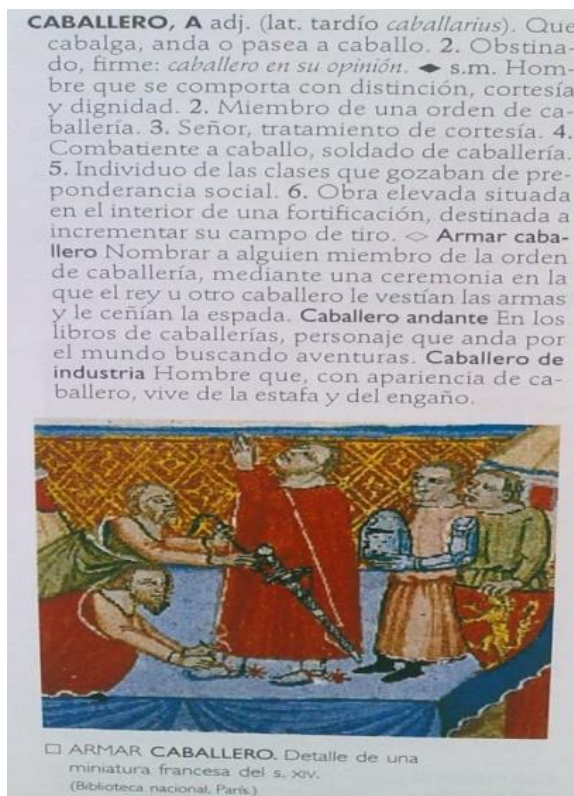 CABALLERO, A adj. (lat. tardío caballarius). Que
cabalga, anda o pasea a caballo. 2. Obstina-
do, firme: caballero en su opinión. ◆ s.m. Hom-
bre que se comporta con distinción, cortesía
y dignidad. 2. Miembro de una orden de ca-
ballería. 3. Señor, tratamiento de cortesía. 4.
Combatiente a caballo, soldado de caballería.
5. Individuo de las clases que gozaban de pre-
ponderancia social. 6. Obra elevada situada
en el interior de una fortificación, destinada a
incrementar su campo de tiro. ◇ Armar caba-
llero Nombrar a alguien miembro de la orden
de caballería, mediante una ceremonia en la
que el rey u otro caballero le vestían las armas
y le ceñían la espada. Caballero andante En los
libros de caballerías, personaje que anda por
el mundo buscando aventuras. Caballero de
industria Hombre que, con apariencia de ca-
ballero, vive de la estafa y del engaño.
□ ARMAR CABALLERO. Detalle de una
miniatura francesa del s. XIV.
(Biblioteca nacional, París.)